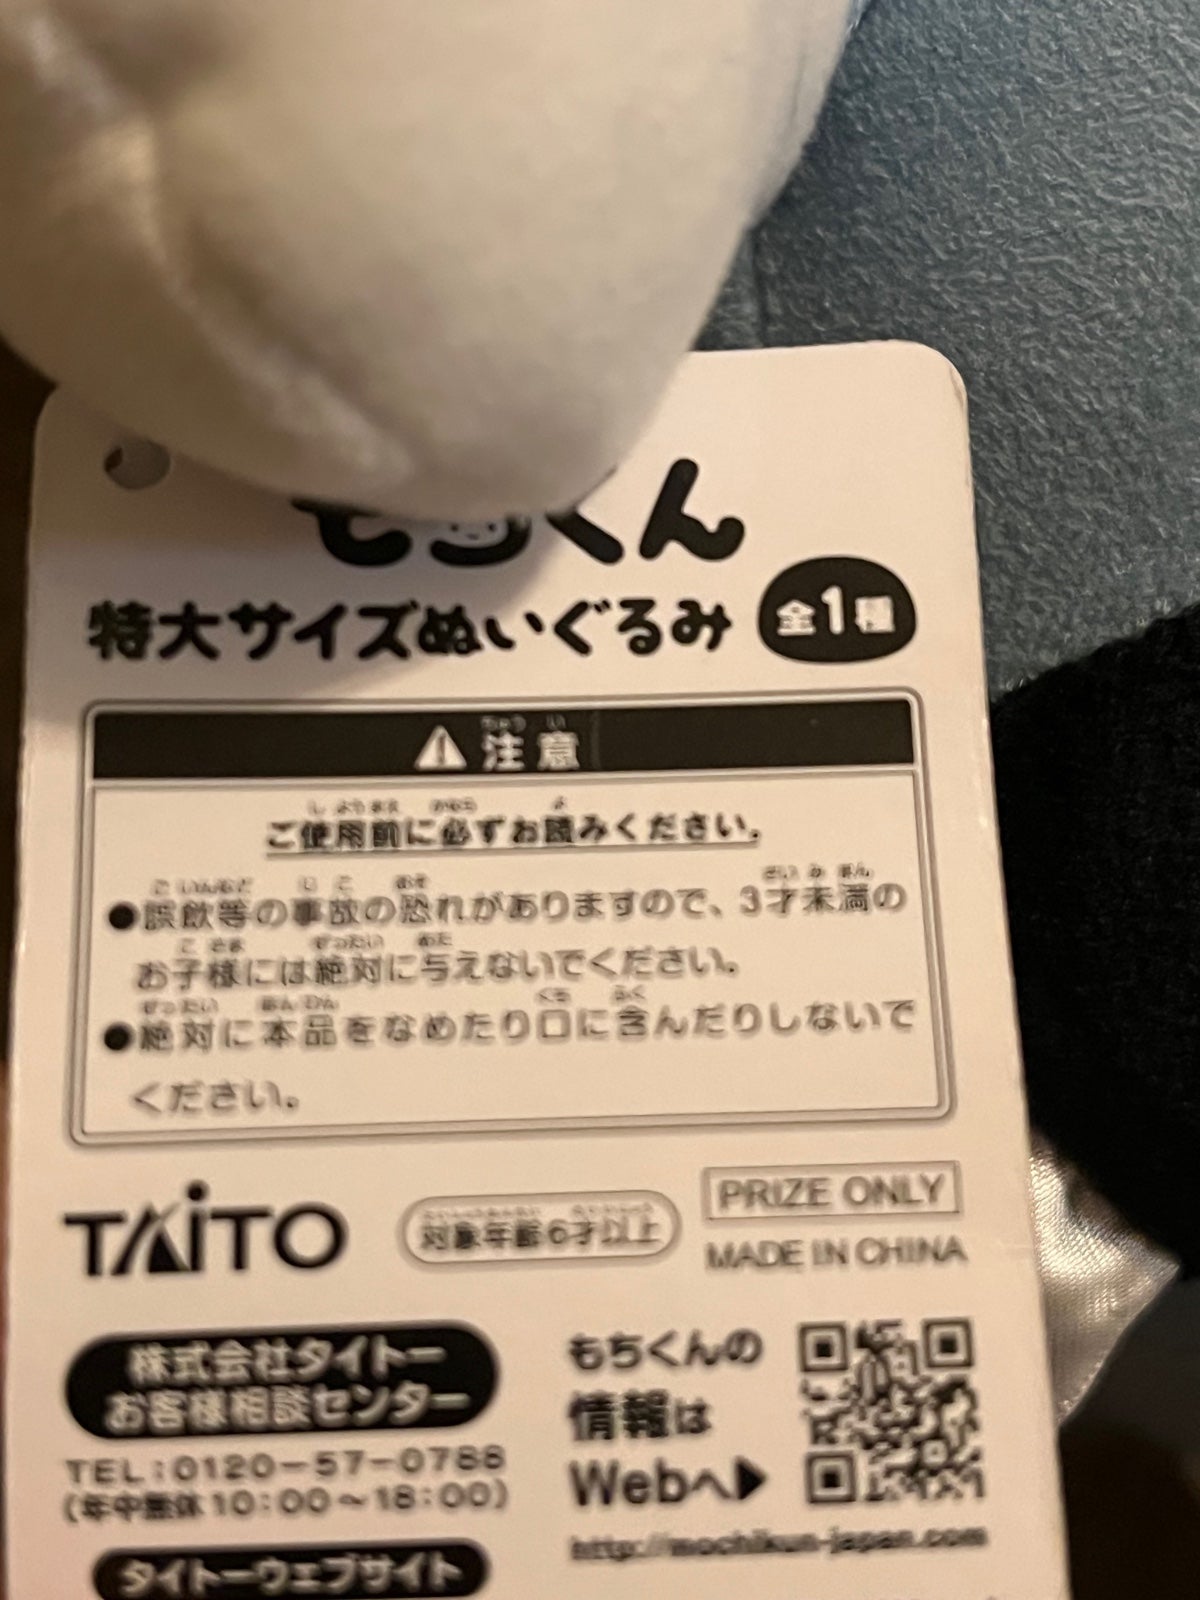 もちくん
特大サイズぬいぐるみ 全1種
注意
ご使用前に必ずお読みください。
●誤飲等の事故の恐れがありますので、3才未満の
お子様には絶対に与えないでください。
●絶対に本品をなめたり口に含んだりしないで
ください。
TAITO
対象年齢6才以上
PRIZE ONLY
MADE IN CHINA
株式会社タイトー
お客様相談センター
TEL:0120-57-0788
(年中無休10:00~18:00)
タイトーウェブサイト
もちくんの
情報は
Webへ▶
http://mochikun-japan.com